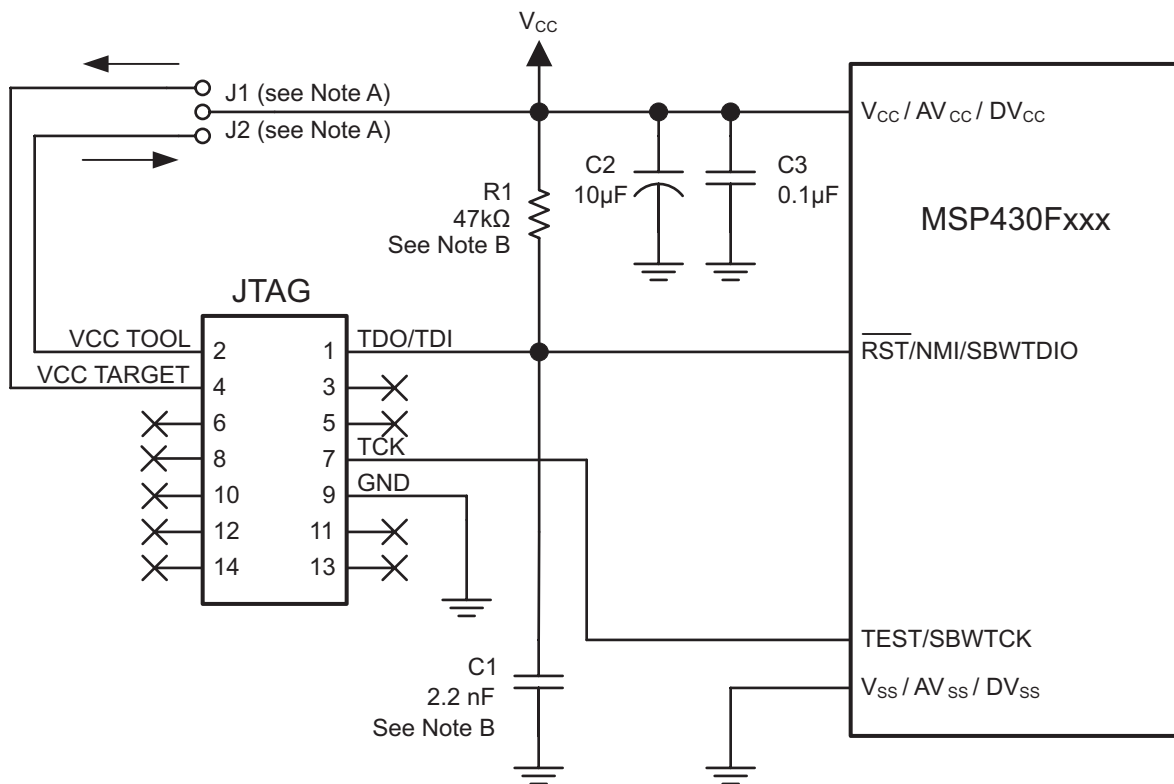 VCC
J1 (see Note A)
J2 (see Note A)
VCC / AVCC / DVCC
C2
10µF
C3
0.1µF
R1
47kΩ
See Note B
MSP430Fxxx
JTAG
VCC TOOL
2
1
TDO/TDI
RST/NMI/SBWTDIO
VCC TARGET
4
3
6
5
8
7
TCK
10
9
GND
12
11
14
13
TEST/SBWTCK
C1
2.2 nF
See Note B
VSS / AVSS / DVSS